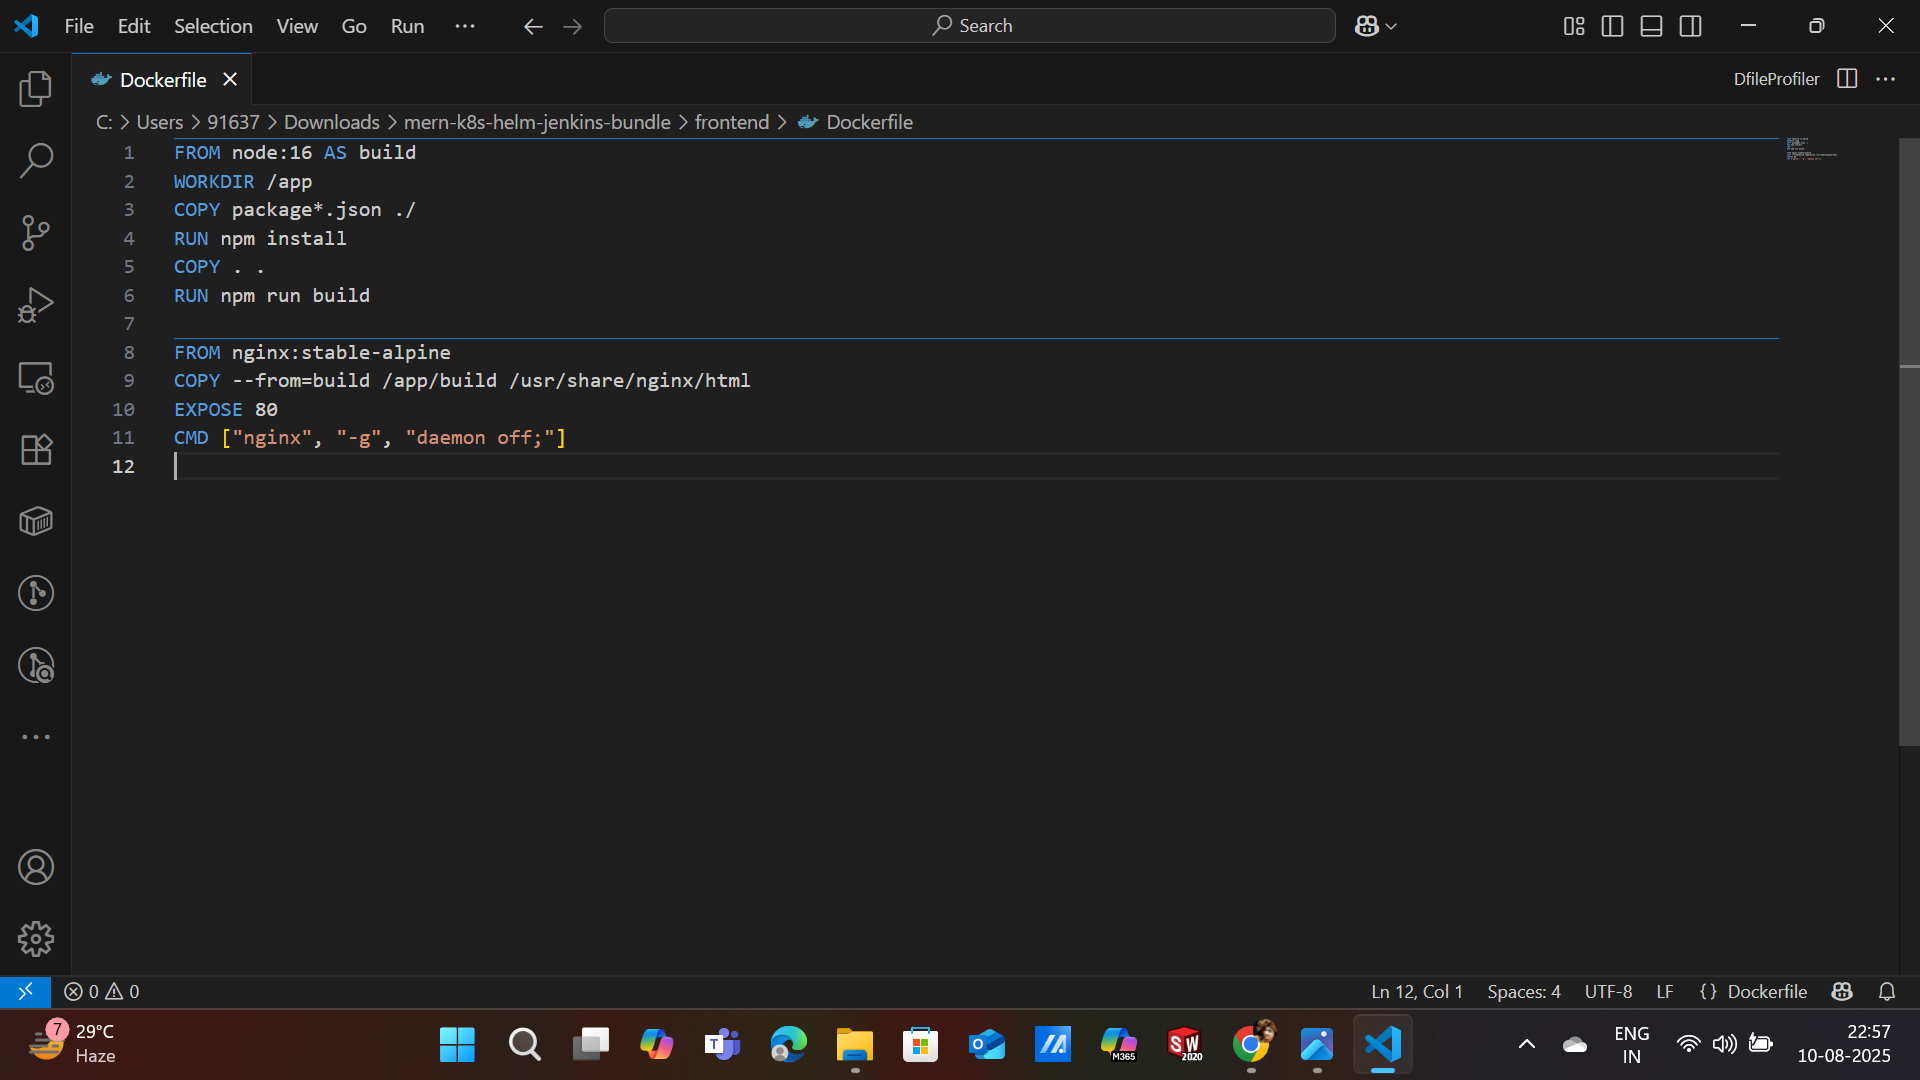 File Edit Selection View Go Run ··· Search
Dockerfile DfileProfiler
C: > Users > 91637 > Downloads > mern-k8s-helm-jenkins-bundle > frontend > Dockerfile
1 FROM node:16 AS build
2 WORKDIR /app
3 COPY package*.json ./
4 RUN npm install
5 COPY . .
6 RUN npm run build
7
8 FROM nginx:stable-alpine
9 COPY --from=build /app/build /usr/share/nginx/html
10 EXPOSE 80
11 CMD ["nginx", "-g", "daemon off;"]
12
0 0 Ln 12, Col 1 Spaces: 4 UTF-8 LF {} Dockerfile
7 29°C
Haze
T
M365
SW
2020
ENG
IN
22:57
10-08-2025